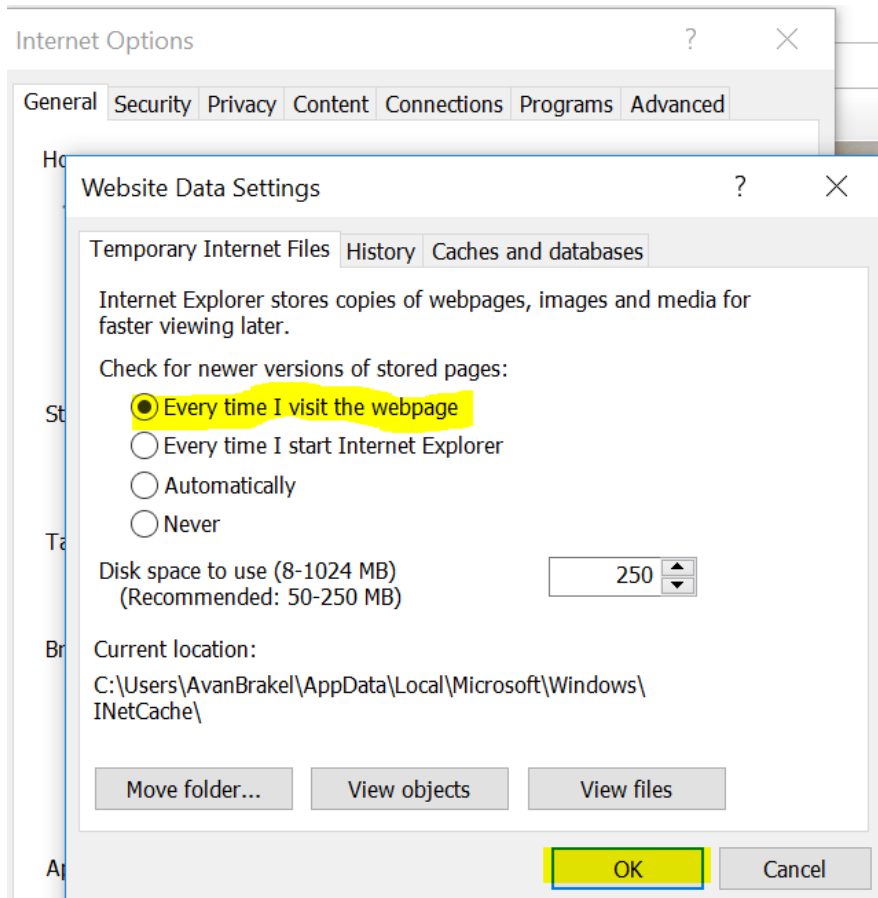 Internet Options
General Security Privacy Content Connections Programs Advanced
Website Data Settings
Temporary Internet Files History Caches and databases
Internet Explorer stores copies of webpages, images and media for
faster viewing later.
Check for newer versions of stored pages:
Every time I visit the webpage
Every time I start Internet Explorer
Automatically
Never
Disk space to use (8-1024 MB)
250
(Recommended: 50-250 MB)
Current location:
C:\Users\AvanBrakel\AppData\Local\Microsoft\Windows\
INetCache\
Move folder... View objects View files
OK Cancel